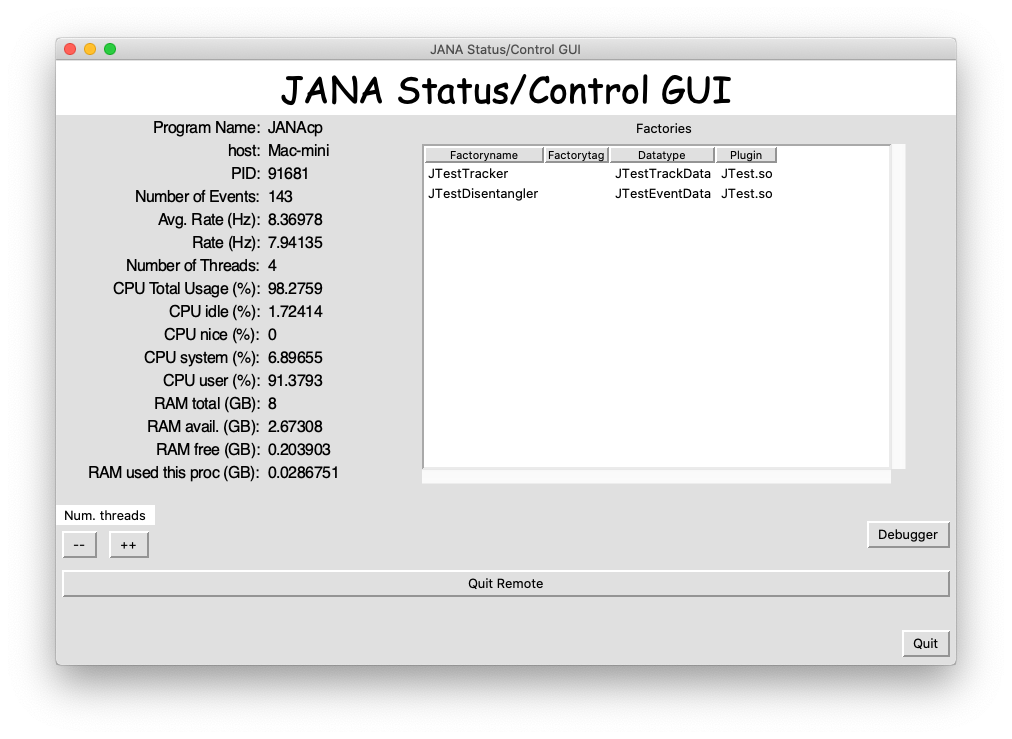 JANA Status/Control GUI
JANA Status/Control GUI
Program Name: JANAcp
host: Mac-mini
PID: 91681
Number of Events: 143
Avg. Rate (Hz): 8.36978
Rate (Hz): 7.94135
Number of Threads: 4
CPU Total Usage (%): 98.2759
CPU idle (%): 1.72414
CPU nice (%): 0
CPU system (%): 6.89655
CPU user (%): 91.3793
RAM total (GB): 8
RAM avail. (GB): 2.67308
RAM free (GB): 0.203903
RAM used this proc (GB): 0.0286751
Factories
Factoryname Factorytag Datatype Plugin
JTestTracker JTestTrackData JTest.so
JTestDisentangler JTestEventData JTest.so
Num. threads
-- ++
Debugger
Quit Remote
Quit